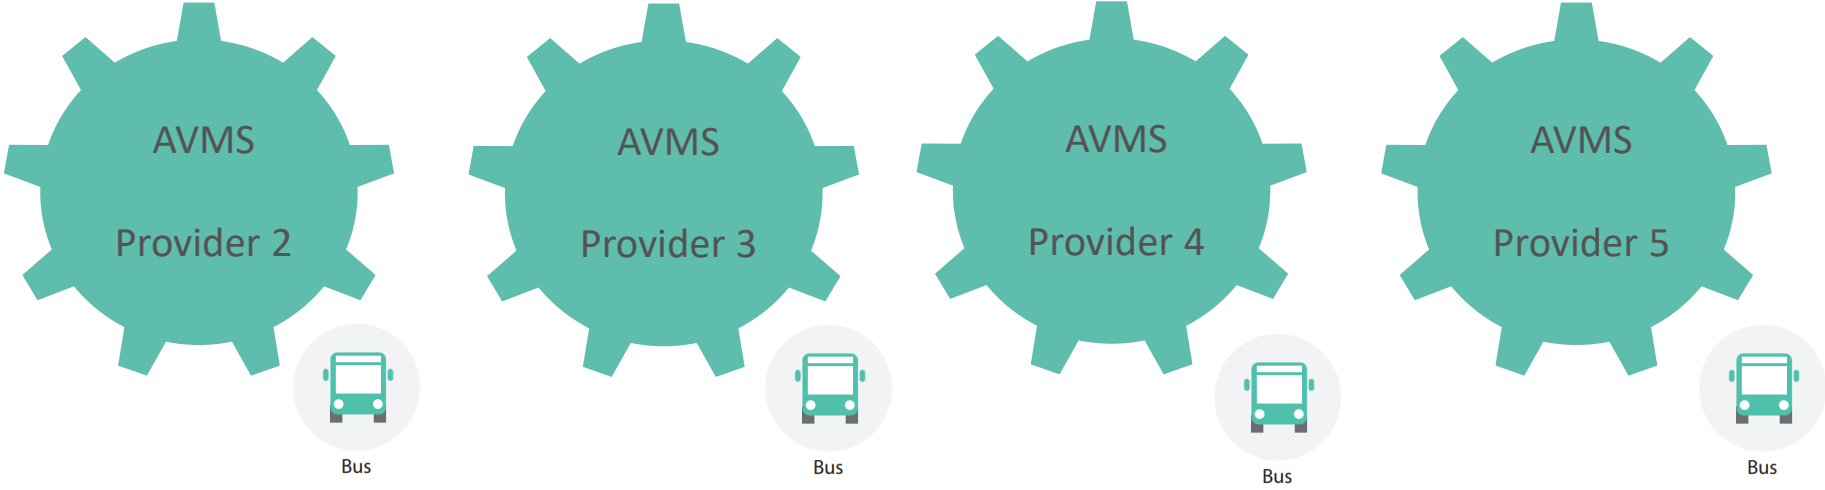 AVMS
Provider 2
Bus
AVMS
Provider 3
Bus
AVMS
Provider 4
Bus
AVMS
Provider 5
Bus